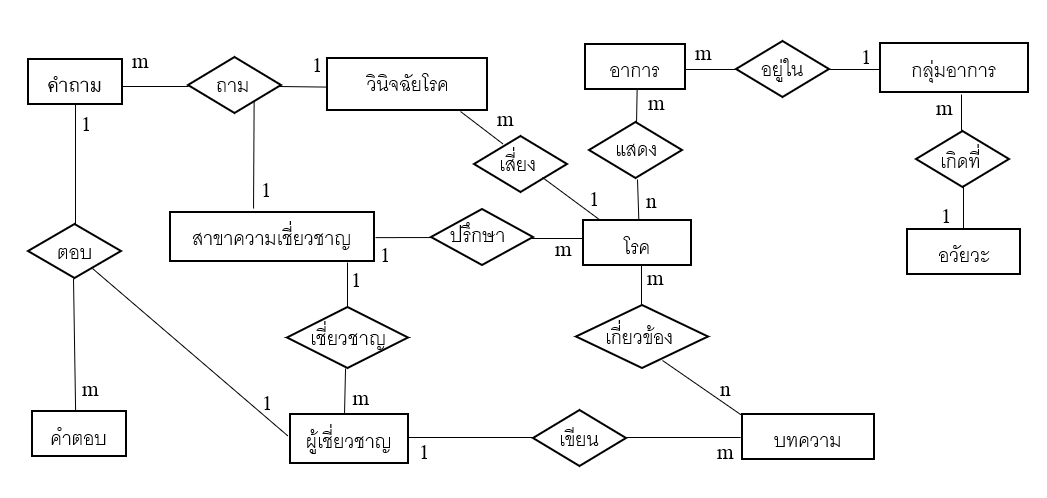 คำถาม
m
ถาม
1
วินิจฉัยโรค
อาการ
m
อยู่ใน
1
กลุ่มอาการ
1
m
m
m
เสี่ยง
แสดง
เกิดที่
1
1
n
1
สาขาความเชี่ยวชาญ
1
ปรึกษา
m
โรค
อวัยวะ
ตอบ
1
m
เชี่ยวชาญ
เกี่ยวข้อง
m
1
m
n
คำตอบ
ผู้เชี่ยวชาญ
1
เขียน
m
บทความ